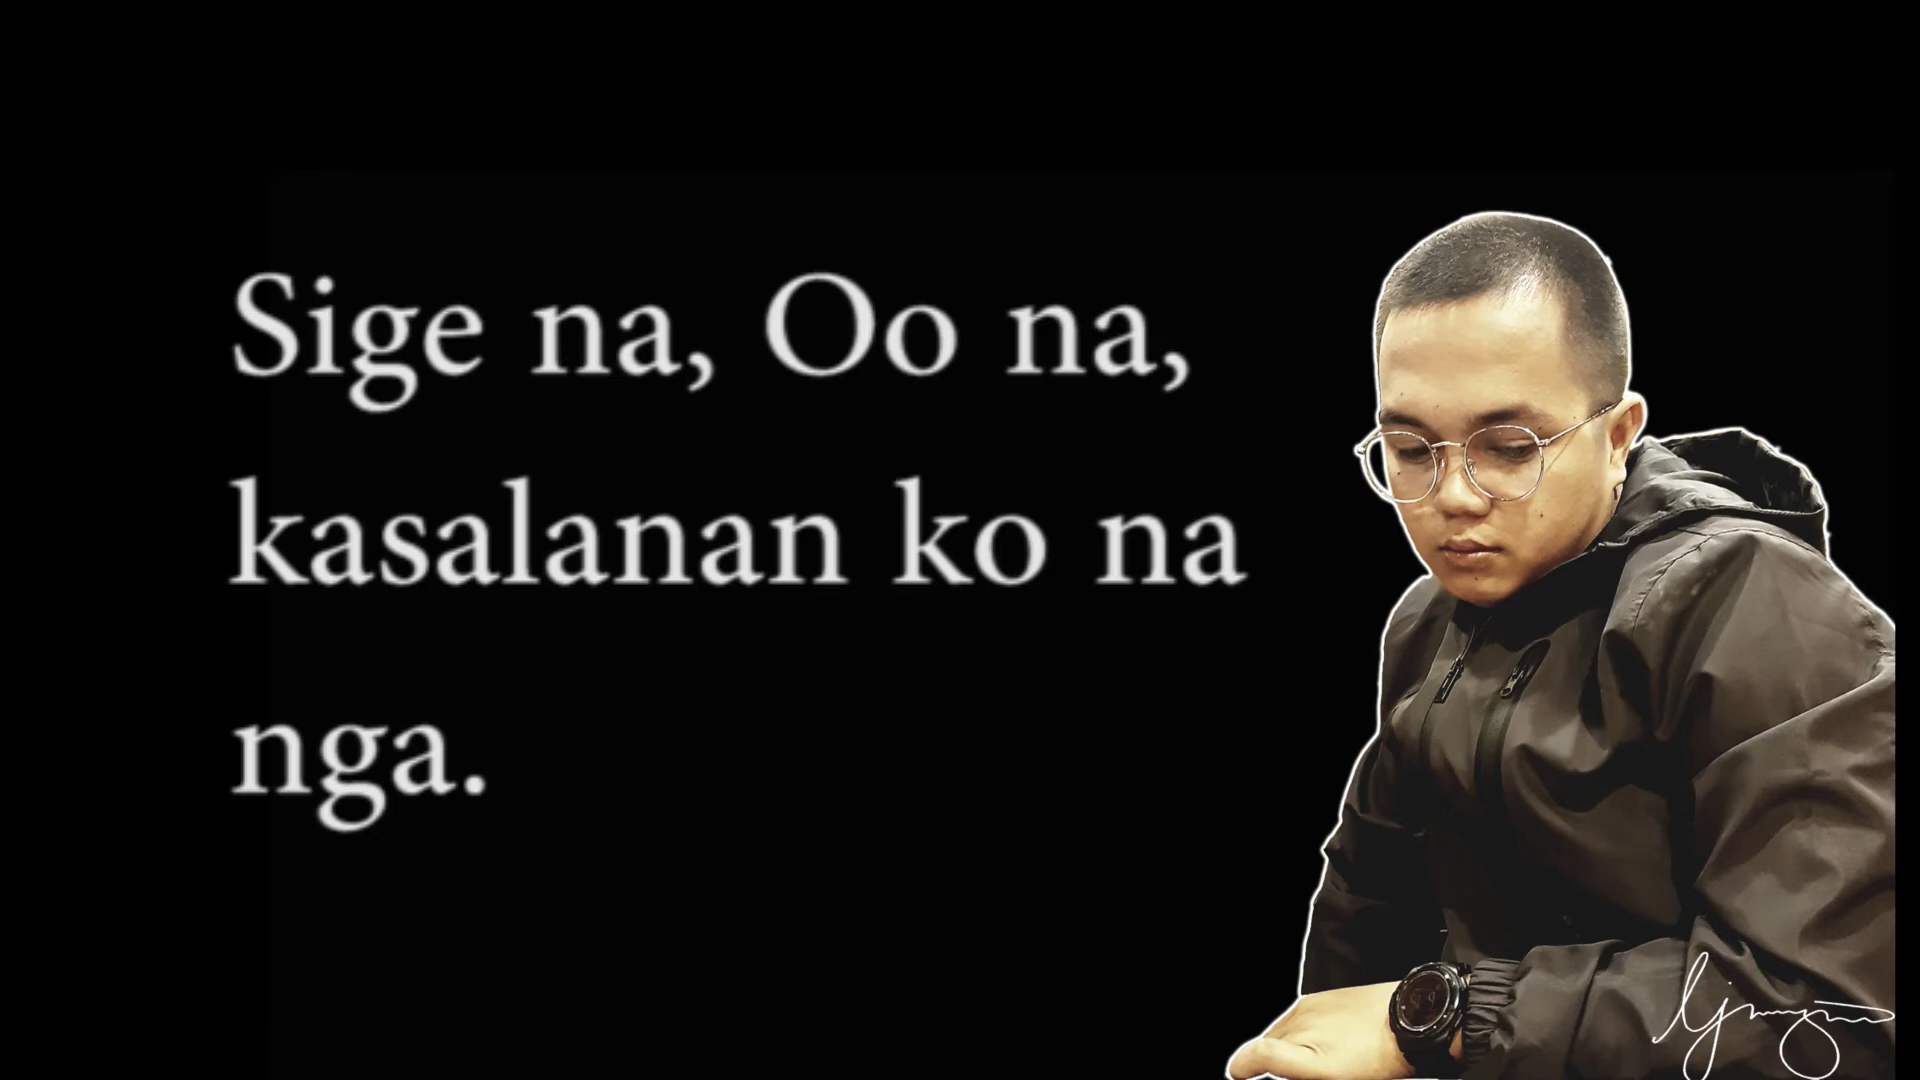 Sige na, Oo na,
kasalanan ko na
nga.